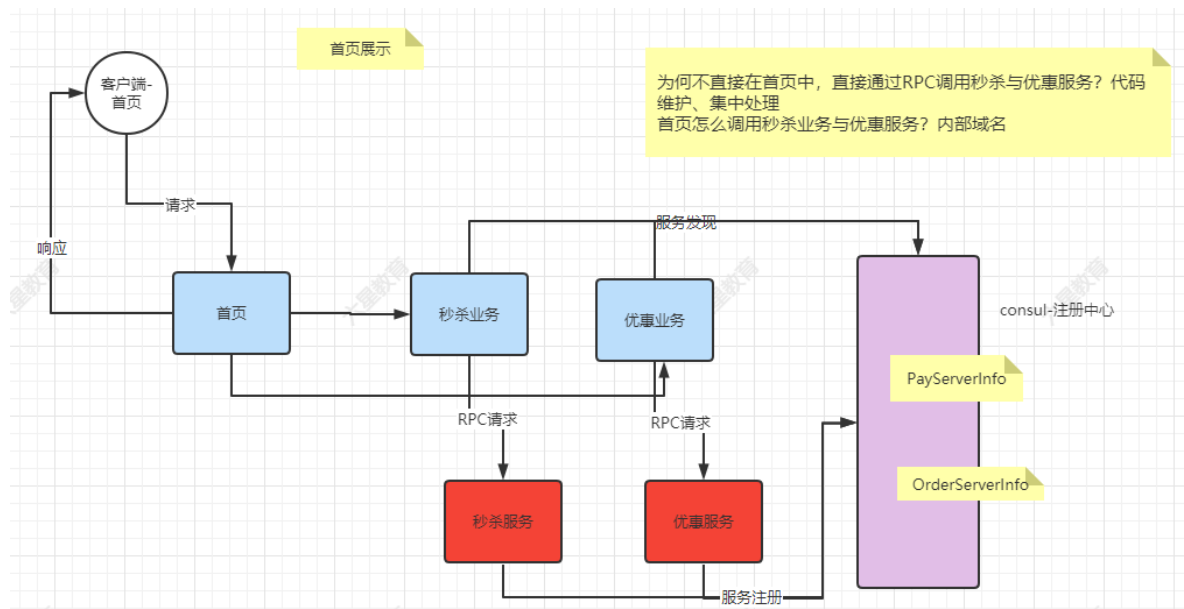 首页展示
为何不直接在首页中，直接通过RPC调用秒杀与优惠服务？代码
维护、集中处理
首页怎么调用秒杀业务与优惠服务？内部域名
客户端-
首页
请求
响应
服务发现
首页
秒杀业务
优惠业务
consul-注册中心
PayServerInfo
RPC请求
RPC请求
OrderServerInfo
秒杀服务
优惠服务
服务注册
六星教育